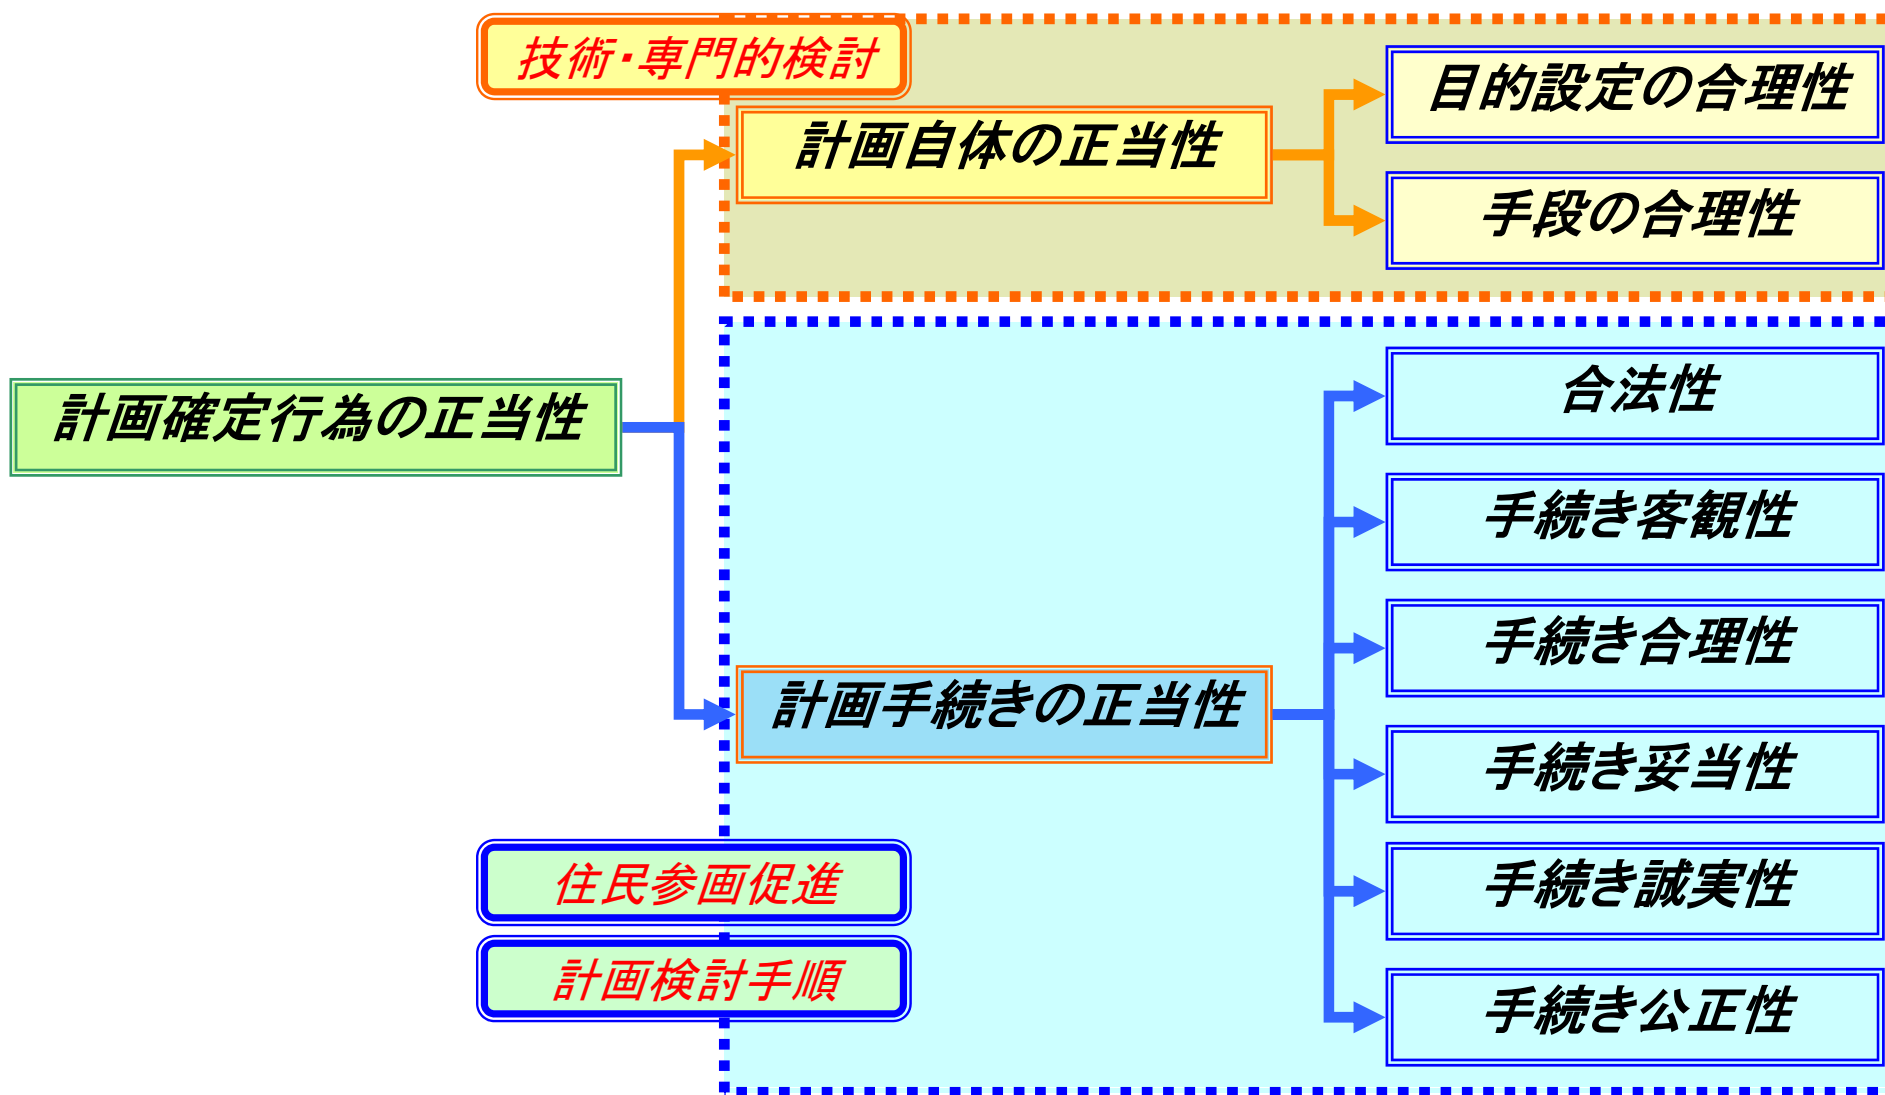 技術・専門的検討
目的設定の合理性
計画自体の正当性
手段の合理性
計画確定行為の正当性
合法性
手続き客観性
手続き合理性
計画手続きの正当性
手続き妥当性
住民参画促進
手続き誠実性
計画検討手順
手続き公正性